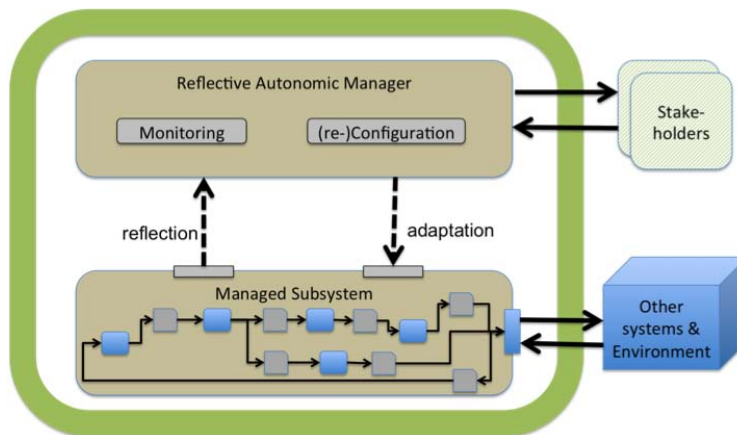 Reflective Autonomic Manager
Monitoring
(re-)Configuration
Stake-
holders
reflection
adaptation
Managed Subsystem
Other
systems &
Environment